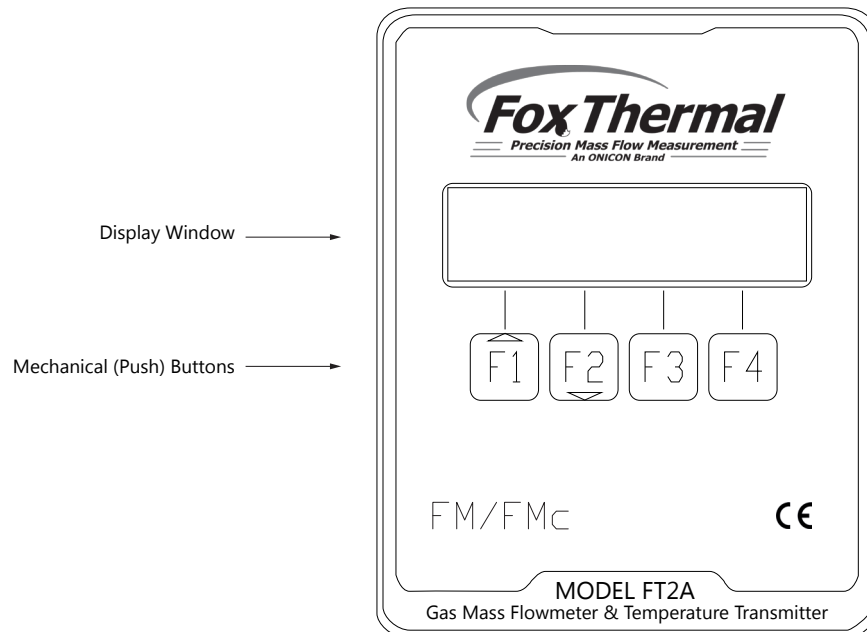 Fox Thermal
Precision Mass Flow Measurement
An ONICON Brand
Display Window
Mechanical (Push) Buttons
F1 F2 F3 F4
FM/FMc CE
MODEL FT2A
Gas Mass Flowmeter & Temperature Transmitter